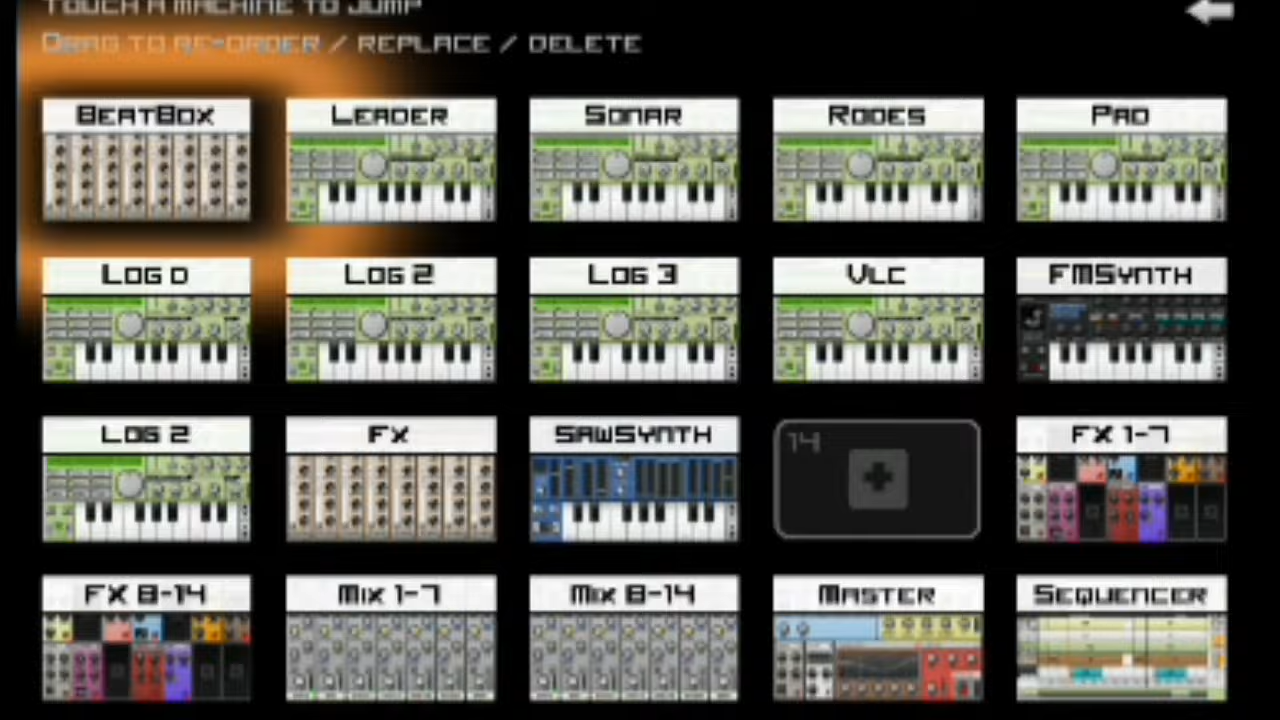 TOUCH A MACHINE TO JUMP
DRAG TO RE-ORDER / REPLACE / DELETE
BEATBOX
LEADER
SONAR
RODES
PAD
LOG D
LOG 2
LOG 3
VLC
FMSYNTH
LOG 2
FX
SAWSYNTH
14
FX 1-7
FX 8-14
MIX 1-7
MIX 8-14
MASTER
SEQUENCER